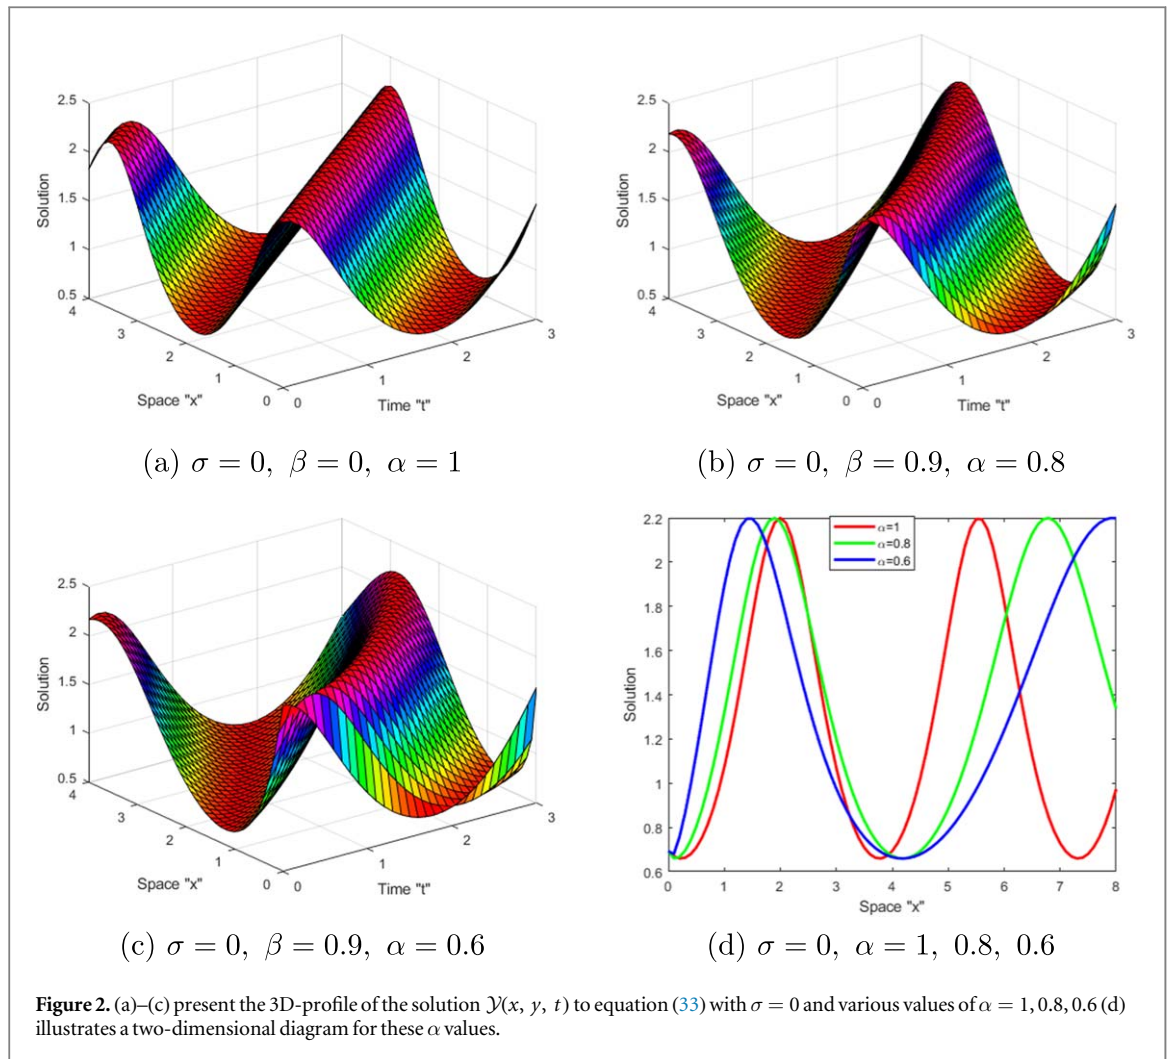 2.5
2
1.5
1
0.5
Solution
4
3
2
1
0
Space "x"
0
1
2
3
Time "t"
(a) σ = 0, β = 0, α = 1
2.5
2
1.5
1
0.5
Solution
4
3
2
1
0
Space "x"
0
1
2
3
Time "t"
(b) σ = 0, β = 0.9, α = 0.8
2.5
2
1.5
1
0.5
Solution
4
3
2
1
0
Space "x"
0
1
2
3
Time "t"
(c) σ = 0, β = 0.9, α = 0.6
2.2
2
1.8
1.6
1.4
1.2
1
0.8
0.6
Solution
α=1
α=0.8
α=0.6
0 1 2 3 4 5 6 7 8
Space "x"
(d) σ = 0, α = 1, 0.8, 0.6
Figure 2. (a)–(c) present the 3D-profile of the solution 𝒴(x, y, t) to equation (33) with σ = 0 and various values of α = 1, 0.8, 0.6 (d)
illustrates a two-dimensional diagram for these α values.